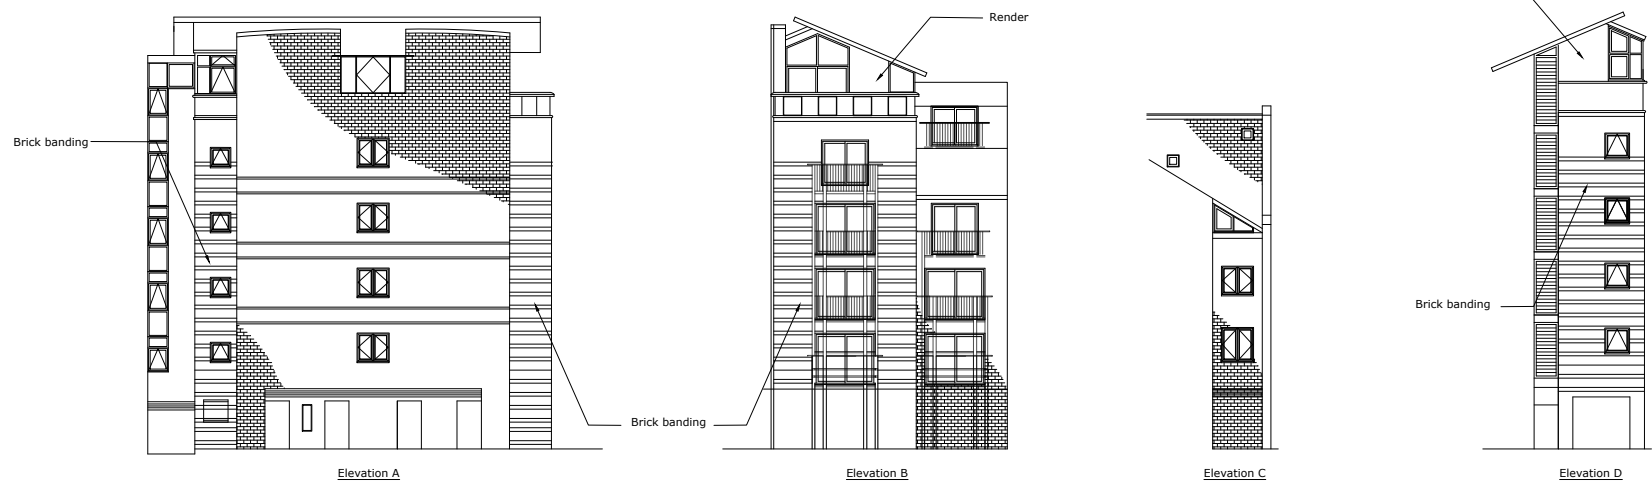 Render
Brick banding
Brick banding
Brick banding
Elevation A
Elevation B
Elevation C
Elevation D